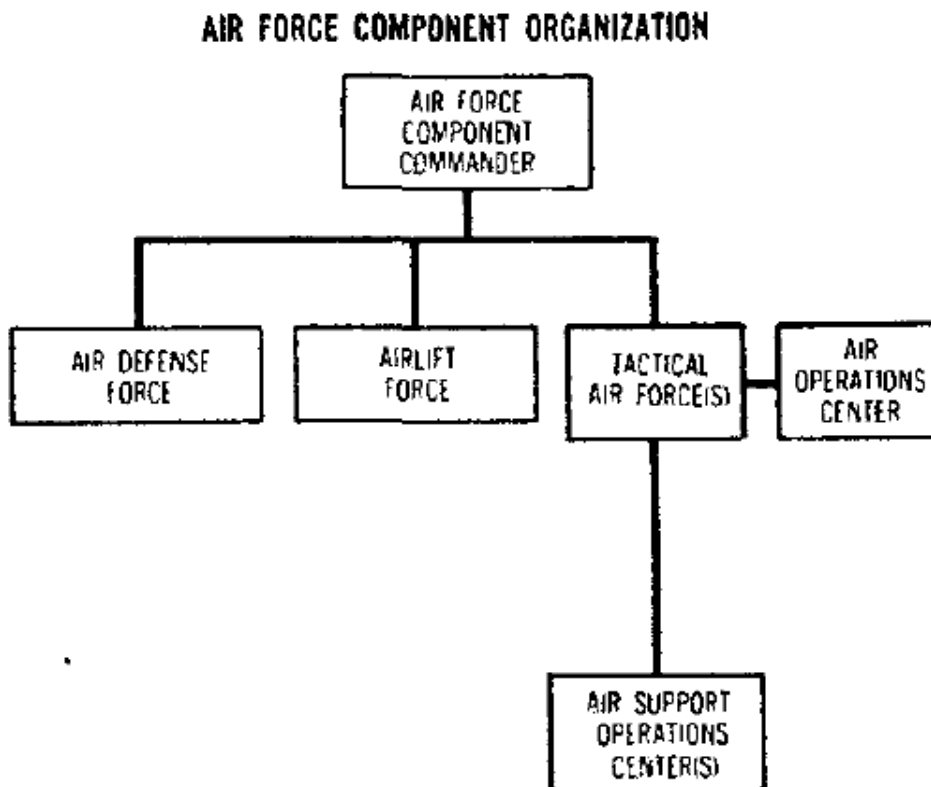 AIR FORCE COMPONENT ORGANIZATION
AIR FORCE
COMPONENT
COMMANDER
AIR DEFENSE
FORCE
AIRLIFT
FORCE
TACTICAL
AIR FORCE(S)
AIR
OPERATIONS
CENTER
AIR SUPPORT
OPERATIONS
CENTER(S)